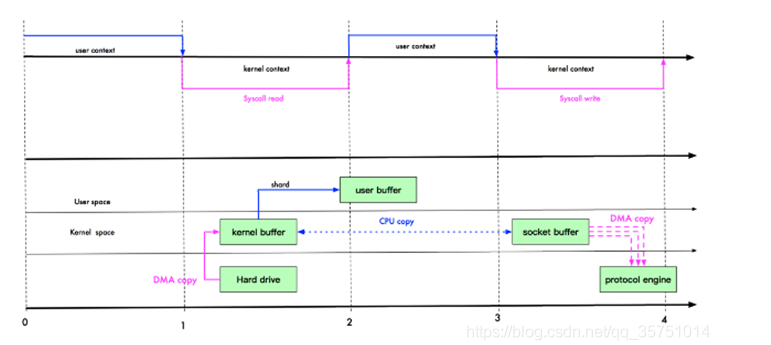 user context
user context
kernel context
kernel context
Syscall read
Syscall write
shard
user buffer
User space
CPU copy
DMA copy
Kernel space
kernel buffer
socket buffer
DMA copy
Hard drive
protocol engine
0
1
2
3
4
https://blog.csdn.net/qq_35751014